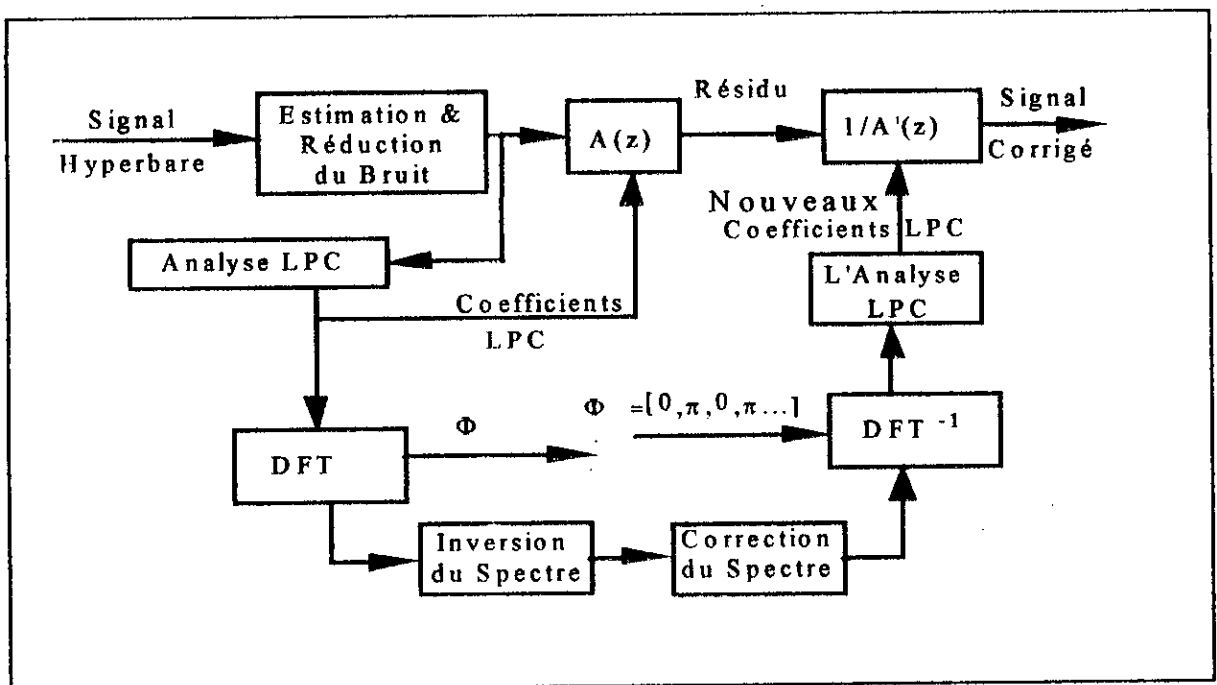 Signal
Hyperbare
Estimation &
Réduction
du Bruit
A(z)
Résidu
1/A'(z)
Signal
Corrigé
Nouveaux
Coefficients LPC
Analyse LPC
Coefficients
LPC
L'Analyse
LPC
DFT
Φ
Φ =[0,π,0,π...]
DFT -1
Inversion
du Spectre
Correction
du Spectre